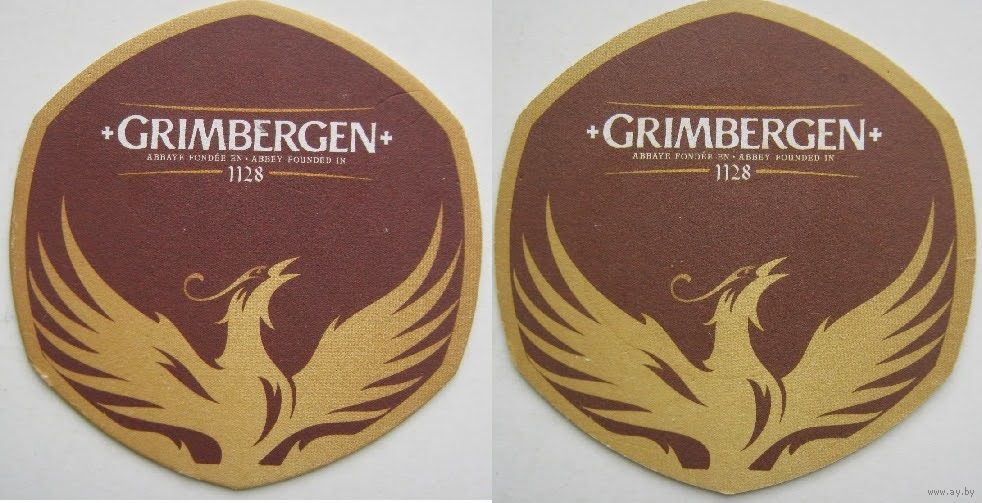 +GRIMBERGEN+
ABBAYE FONDÉE EN • ABBEY FOUNDED IN
1128
+GRIMBERGEN+
ABBAYE FONDÉE EN • ABBEY FOUNDED IN
1128
www.ay.by